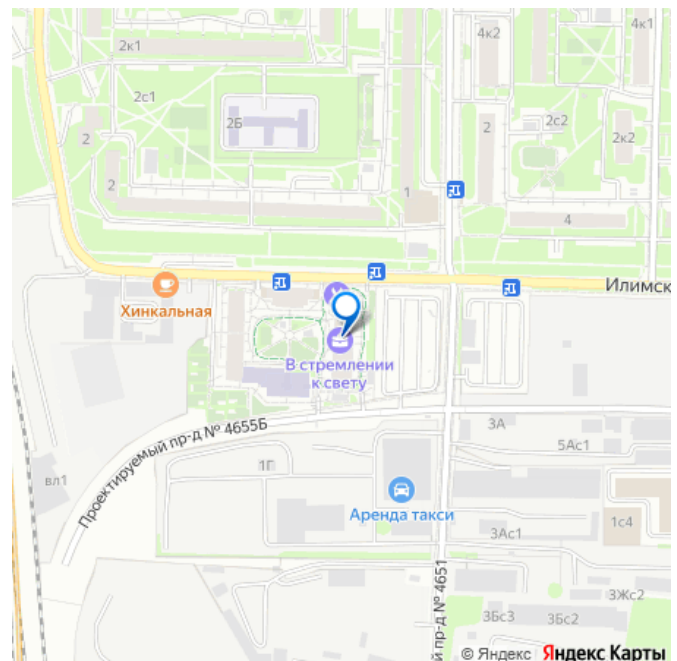 2к1
4к1
4к2
2с1
2Б
2
2с2
2
2к2
2
1
4
Илимск
Хинкальная
В стремлении
к свету
Проектируемый пр-д № 4655Б
3А
5Ас1
1Г
вл1
Аренда такси
1с4
3Ас1
й пр-д № 4651
3Жс2
3Бс3
3Бс2
© Яндекс Яндекс Карты